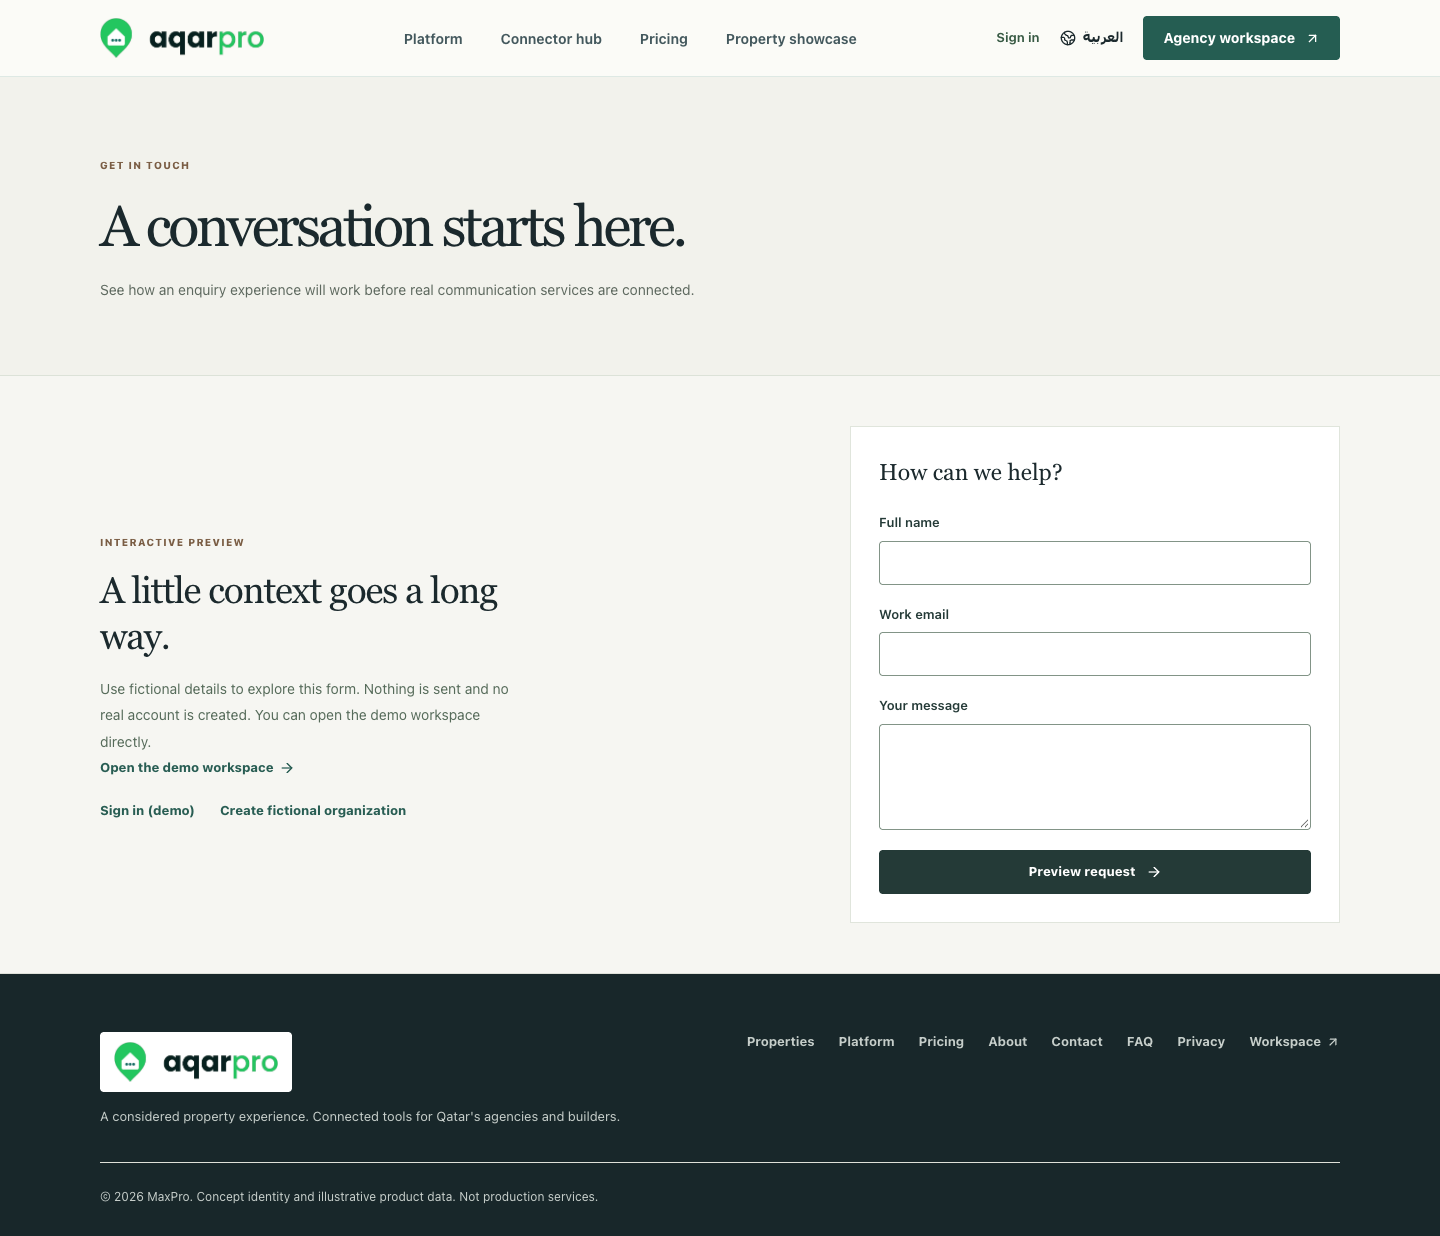 aqarpro
Platform
Connector hub
Pricing
Property showcase
Sign in
العربية
Agency workspace
GET IN TOUCH
A conversation starts here.
See how an enquiry experience will work before real communication services are connected.
INTERACTIVE PREVIEW
A little context goes a long
way.
Use fictional details to explore this form. Nothing is sent and no
real account is created. You can open the demo workspace
directly.
Open the demo workspace
Sign in (demo)
Create fictional organization
How can we help?
Full name
Work email
Your message
Preview request
aqarpro
A considered property experience. Connected tools for Qatar's agencies and builders.
Properties
Platform
Pricing
About
Contact
FAQ
Privacy
Workspace
© 2026 MaxPro. Concept identity and illustrative product data. Not production services.